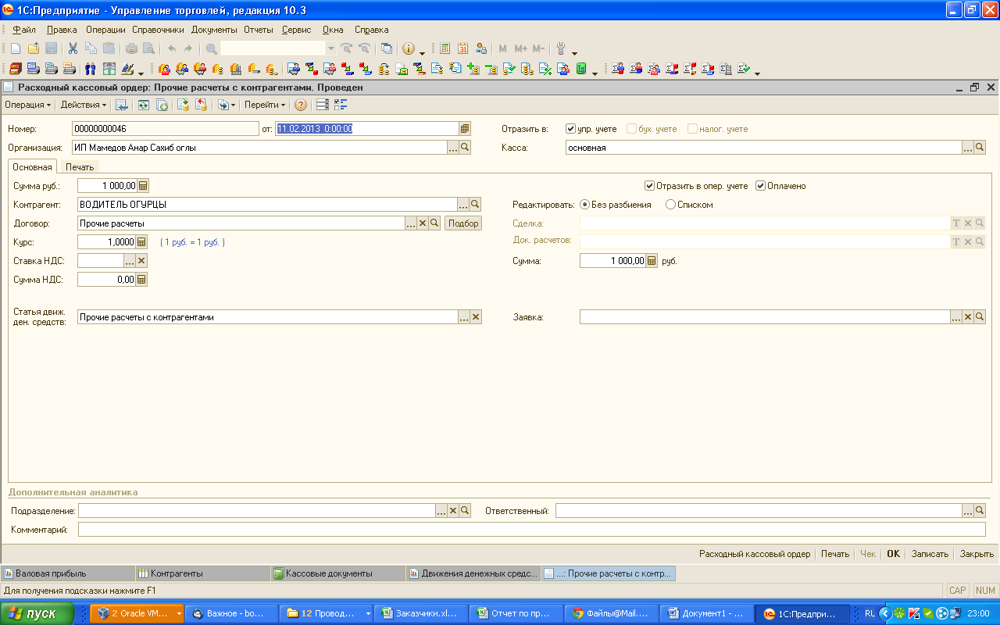 1С:Предприятие - Управление торговлей, редакция 10.3
Файл Правка Операции Справочники Документы Отчеты Сервис Окна Справка
M M+ M-
Расходный кассовый ордер: Прочие расчеты с контрагентами. Проведен
Операция Действия Перейти
Номер: 00000000046 от: 11.02.2013 0:00:00 Отразить в: упр. учете бух. учете налог. учете
Организация: ИП Мамедов Анар Сахиб оглы Касса: основная
Основная Печать
Сумма руб.: 1 000,00 Отразить в опер. учете Оплачено
Контрагент: ВОДИТЕЛЬ ОГУРЦЫ Редактировать: Без разбиения Списком
Договор: Прочие расчеты Подбор Сделка:
Курс: 1,0000 ( 1 руб. = 1 руб. ) Док. расчетов:
Ставка НДС: Сумма: 1 000,00 руб.
Сумма НДС: 0,00
Статья движ. ден. средств: Прочие расчеты с контрагентами Заявка:
Дополнительная аналитика
Подразделение: Ответственный:
Комментарий:
Расходный кассовый ордер Печать Чек OK Записать Закрыть
Валовая прибыль Контрагенты Кассовые документы Движения денежных средс... ...: Прочие расчеты с контр...
Для получения подсказки нажмите F1 CAP NUM
пуск 2 Oracle VM... Важное - bo... 12 Провод... Заказчики.xl... Отчет по пр... Файлы@Mail.... Документ1 - ... 1С:Предпри... RL 23:00